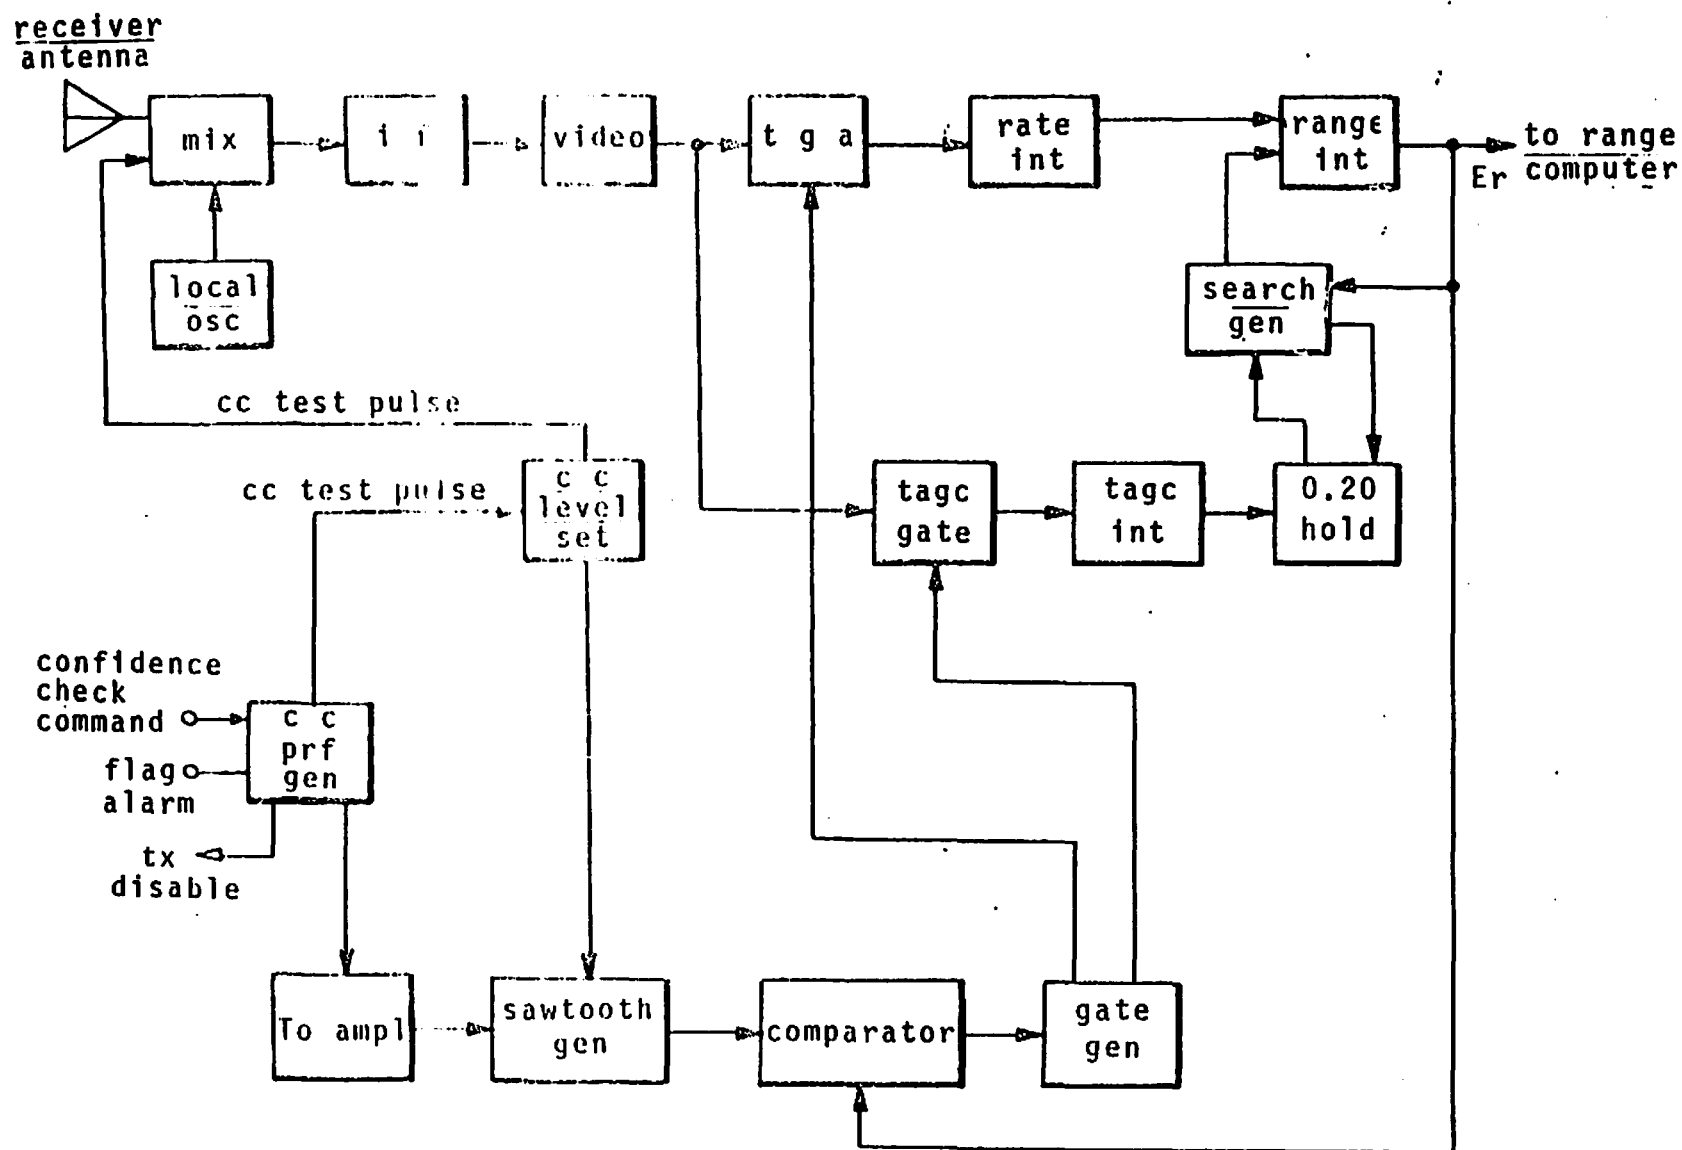 receiver
antenna
mix
video
t g a
rate
int
range
int
to range
computer
Er
local
osc
search
gen
cc test pulse
cc test pulse
c c
level
set
tagc
gate
tagc
int
0.20
hold
confidence
check
command
flag
alarm
c c
prf
gen
tx
disable
To ampl
sawtooth
gen
comparator
gate
gen